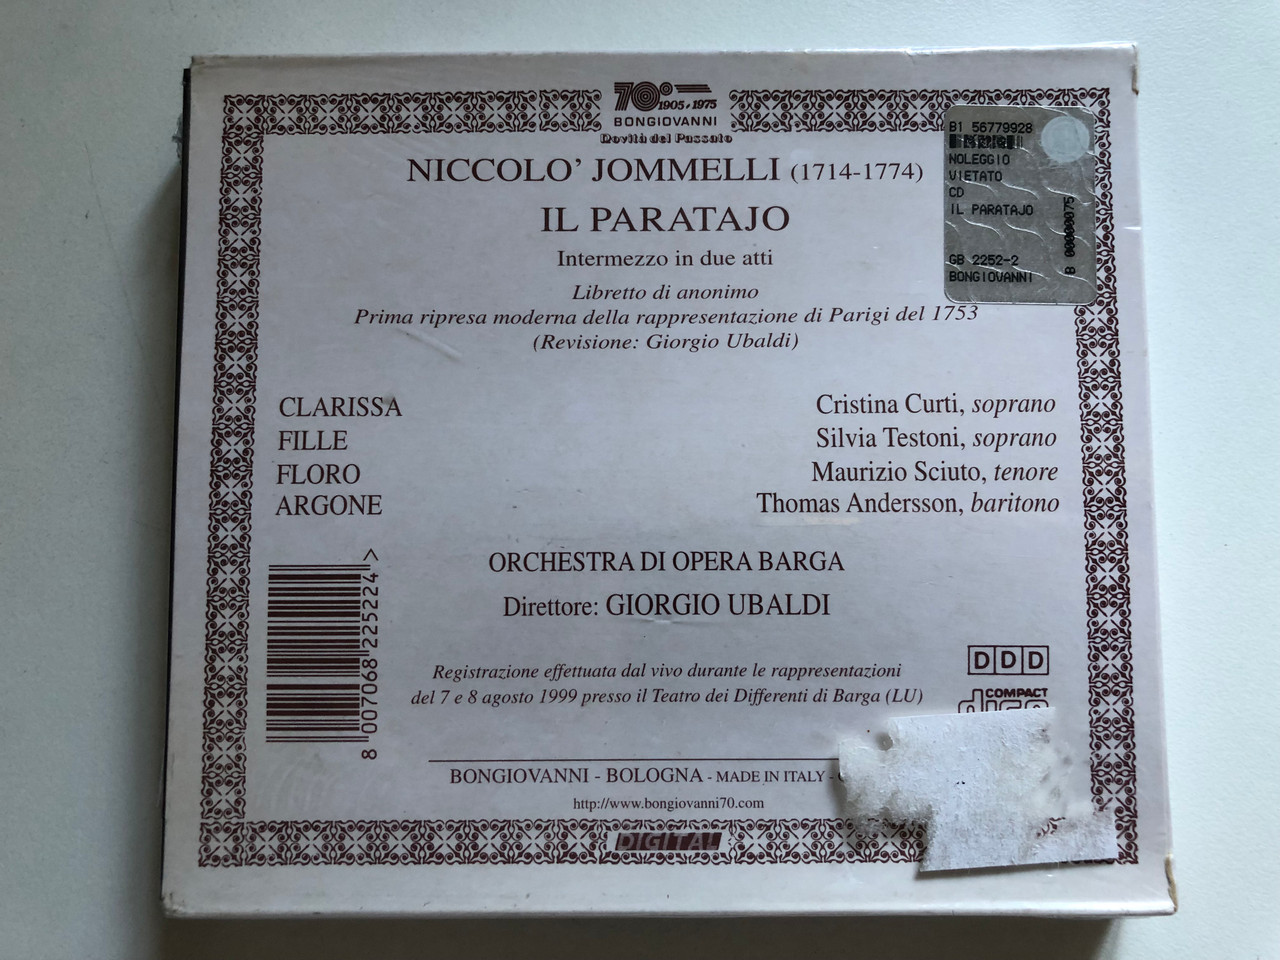 70°
1905 - 1975
BONGIOVANNI
Novità del Passato
NICCOLO' JOMMELLI (1714-1774)
IL PARATAJO
Intermezzo in due atti
Libretto di anonimo
Prima ripresa moderna della rappresentazione di Parigi del 1753
(Revisione: Giorgio Ubaldi)
B1 56779928
NOLEGGIO
VIETATO
CD
IL PARATAJO
GB 2252-2
BONGIOVANNI
B 00000075
CLARISSA Cristina Curti, soprano
FILLE Silvia Testoni, soprano
FLORO Maurizio Sciuto, tenore
ARGONE Thomas Andersson, baritono
ORCHESTRA DI OPERA BARGA
Direttore: GIORGIO UBALDI
8 007068 225224 >
Registrazione effettuata dal vivo durante le rappresentazioni
del 7 e 8 agosto 1999 presso il Teatro dei Differenti di Barga (LU)
DDD
COMPACT
disc
BONGIOVANNI - BOLOGNA - MADE IN ITALY -
http://www.bongiovanni70.com
DIGITAL